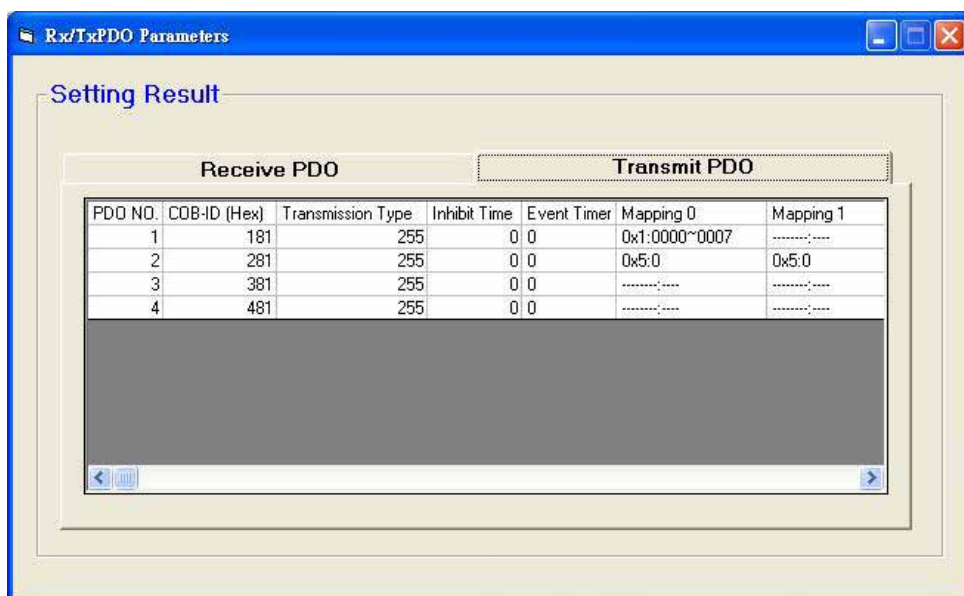 Rx/TxPDO Parameters
Setting Result
Receive PDO Transmit PDO
PDO NO. COB-ID (Hex) Transmission Type Inhibit Time Event Timer Mapping 0 Mapping 1
1 181 255 0 0 0x1:0000~0007 --------:----
2 281 255 0 0 0x5:0 0x5:0
3 381 255 0 0 --------:---- --------:----
4 481 255 0 0 --------:---- --------:----